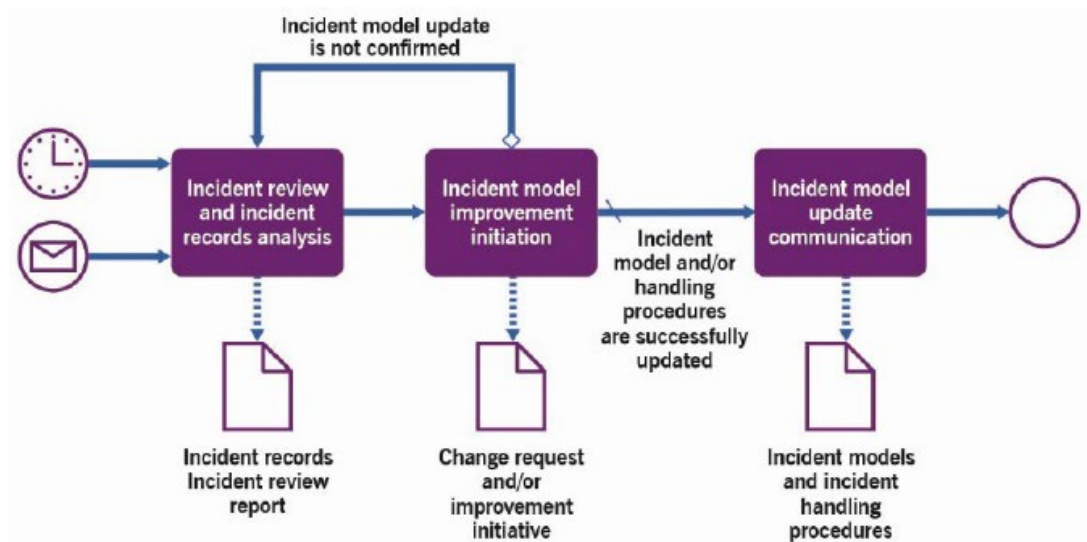 Incident model update
is not confirmed
Incident review
and incident
records analysis
Incident model
improvement
initiation
Incident model
update
communication
Incident
model and/or
handling
procedures
are successfully
updated
Incident records
Incident review
report
Change request
and/or
improvement
initiative
Incident models
and incident
handling
procedures